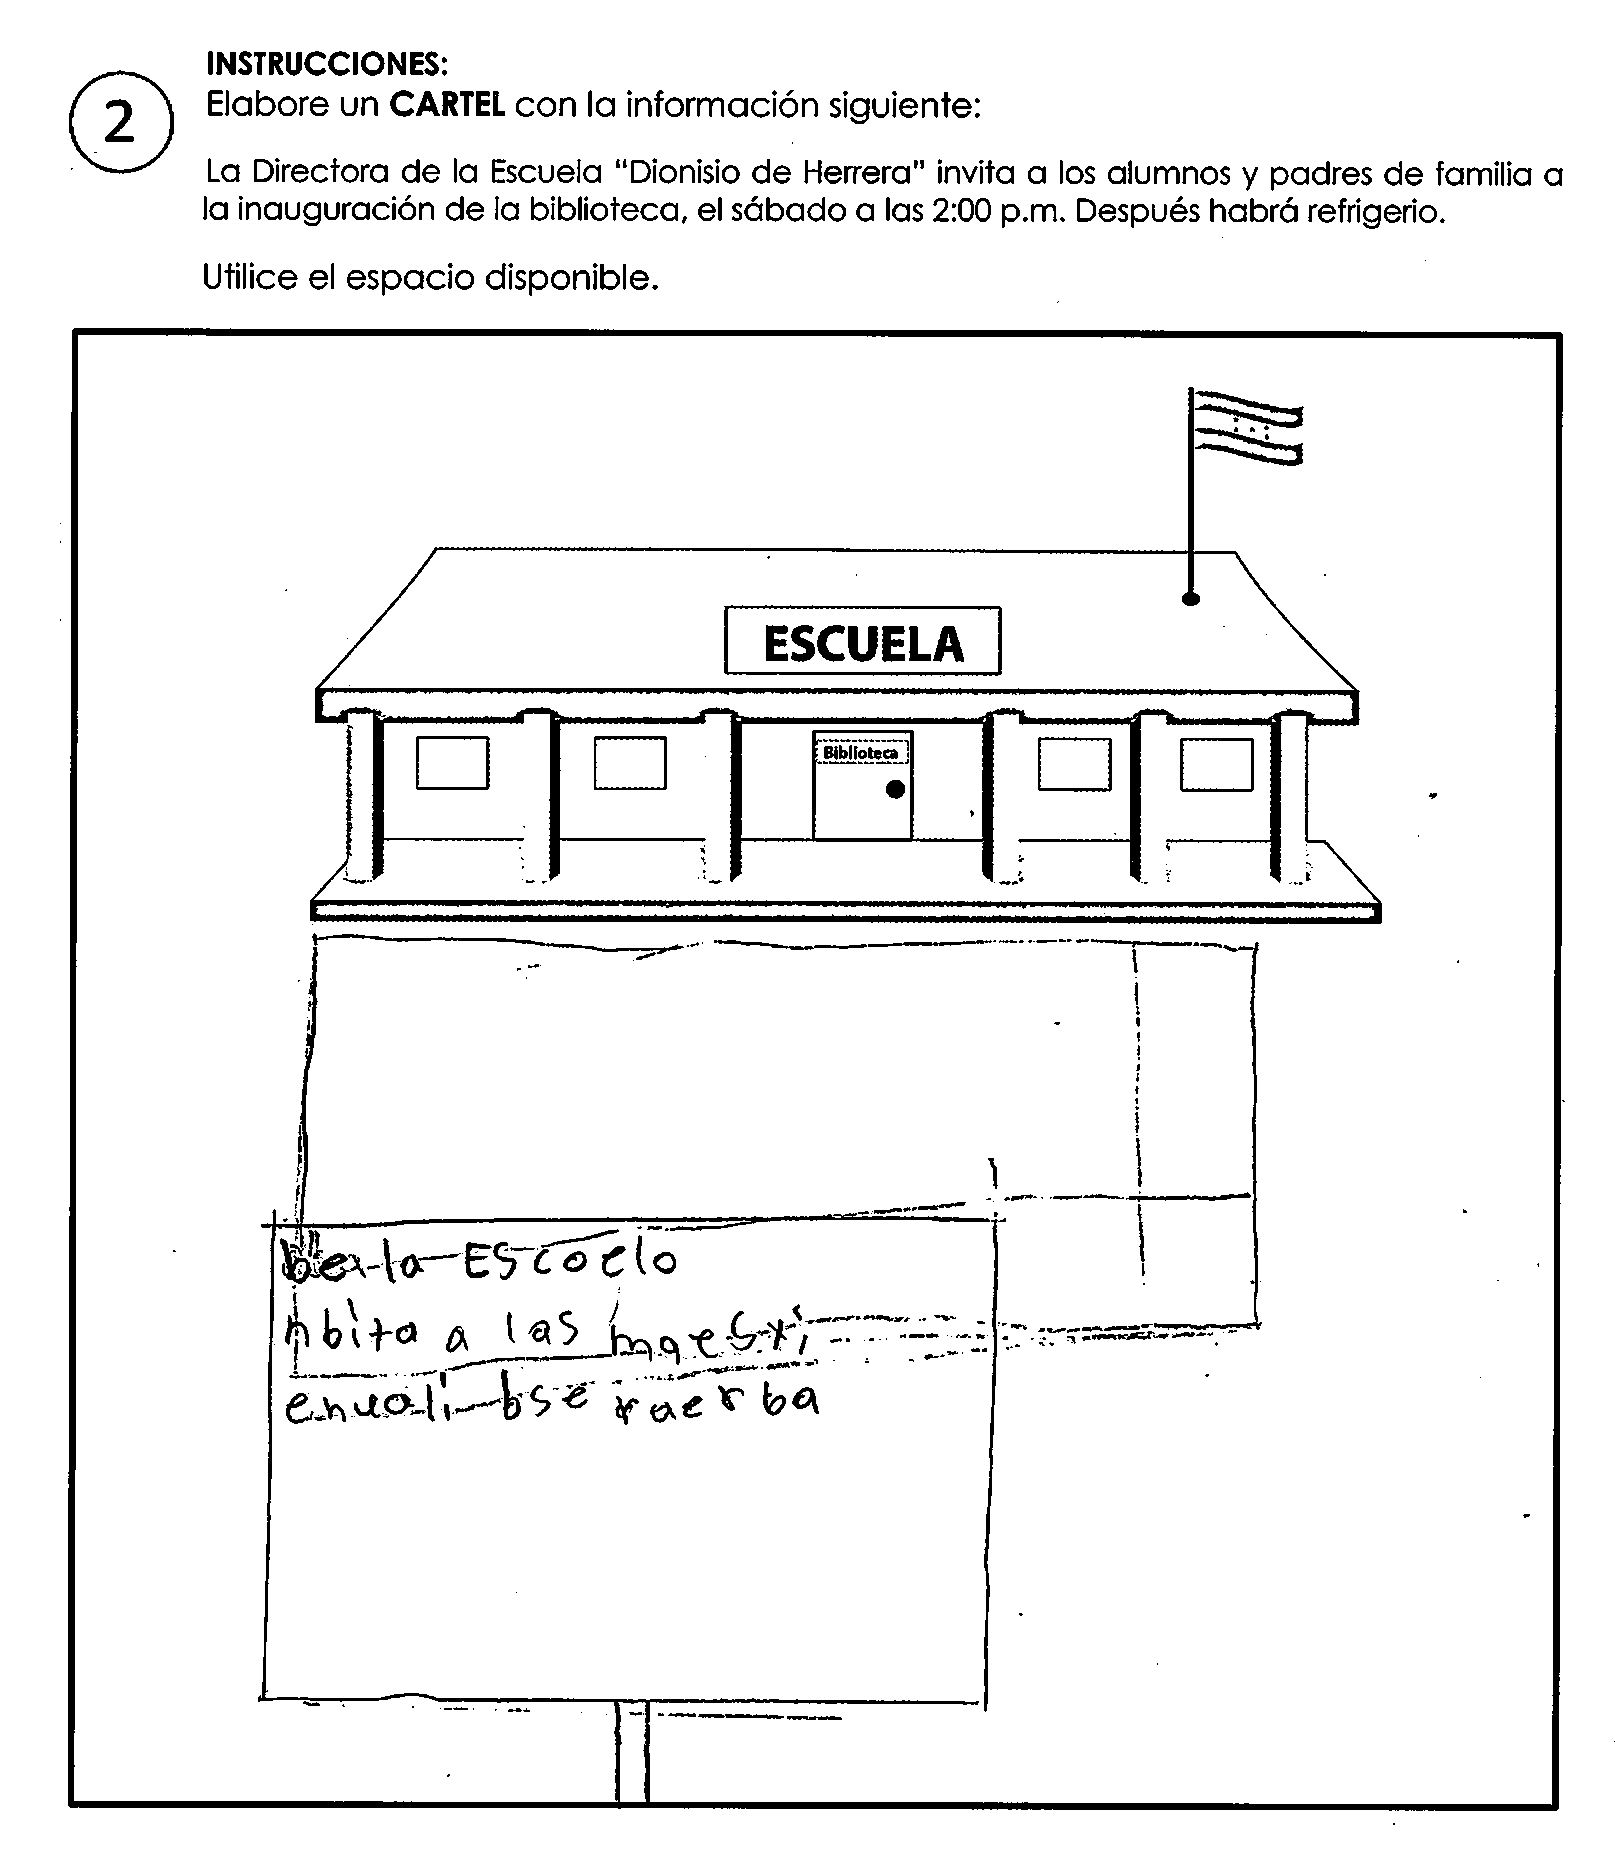 INSTRUCCIONES:
2
Elabore un CARTEL con la información siguiente:
La Directora de la Escuela "Dionisio de Herrera" invita a los alumnos y padres de familia a
la inauguración de la biblioteca, el sábado a las 2:00 p.m. Después habrá refrigerio.
Utilice el espacio disponible.
ESCUELA
Biblioteca
la EScoelo
nbita a las maesxi
enuali bse raerba